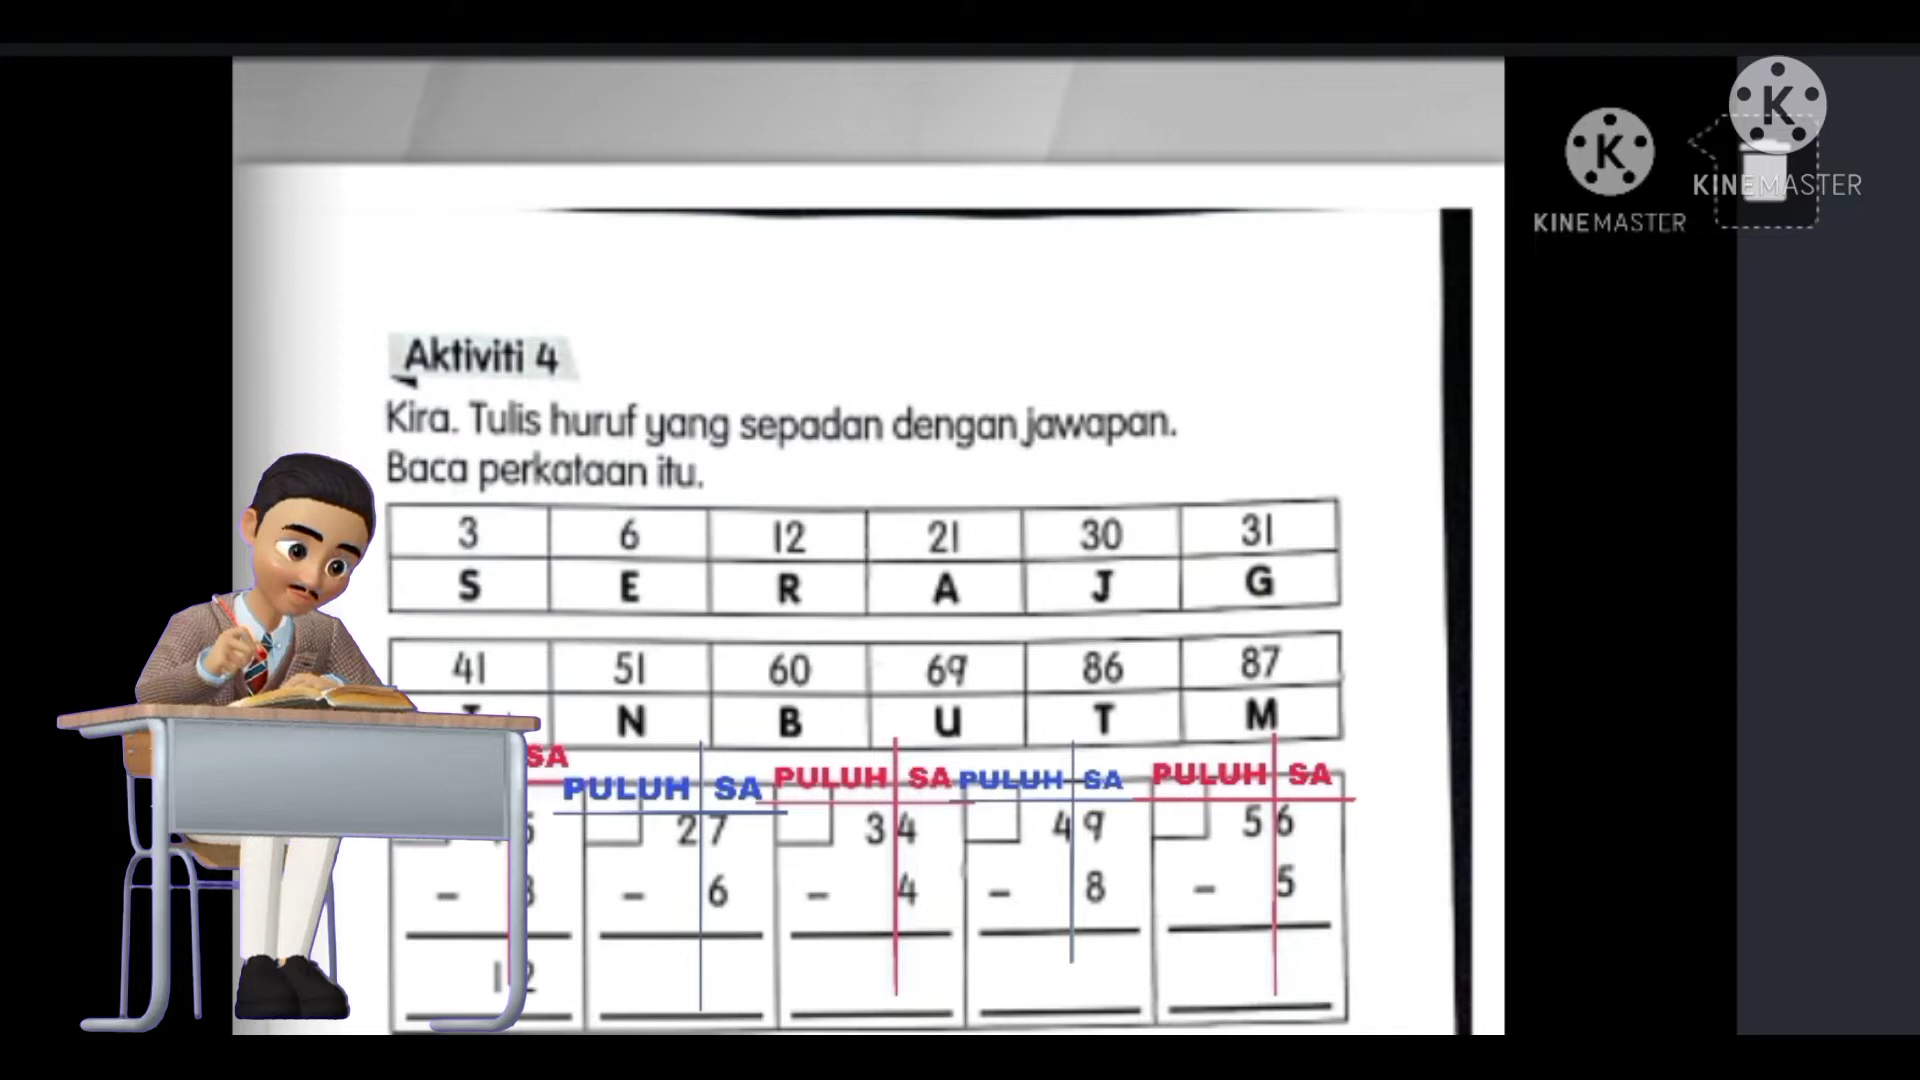 KINEMASTER
KINEMASTER
Aktiviti 4
Kira. Tulis huruf yang sepadan dengan jawapan.
Baca perkataan itu.
3 6 12 21 30 31
S E R A J G
41 51 60 69 86 87
N B U T M
SA PULUH SA PULUH SA PULUH SA PULUH SA
27 34 49 56
- - 6 - 4 - 8 - 5
12